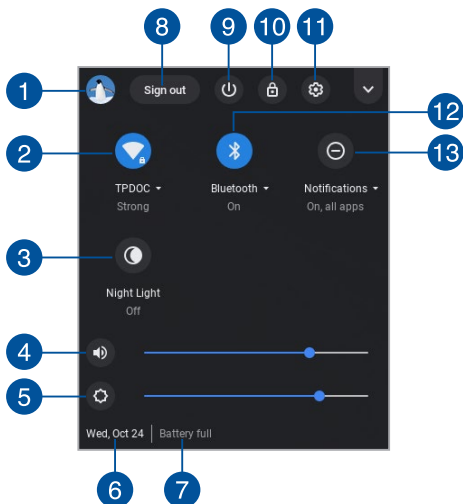 8 9 10 11
1 Sign out
12
2 13
TPDOC Bluetooth Notifications
Strong On On, all apps
3
Night Light
Off
4
5
Wed, Oct 24 | Battery full
6 7